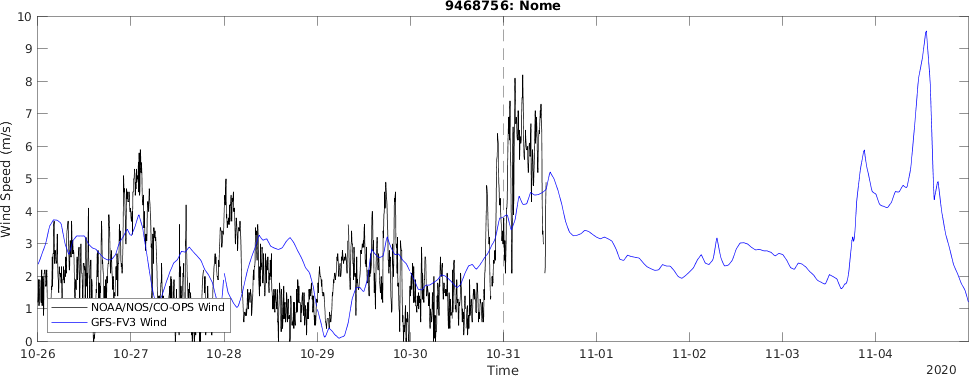 9468756: Nome
10
9
8
7
6
5
4
3
2
1
0
Wind Speed (m/s)
NOAA/NOS/CO-OPS Wind
GFS-FV3 Wind
10-26 10-27 10-28 10-29 10-30 10-31 11-01 11-02 11-03 11-04
Time
2020